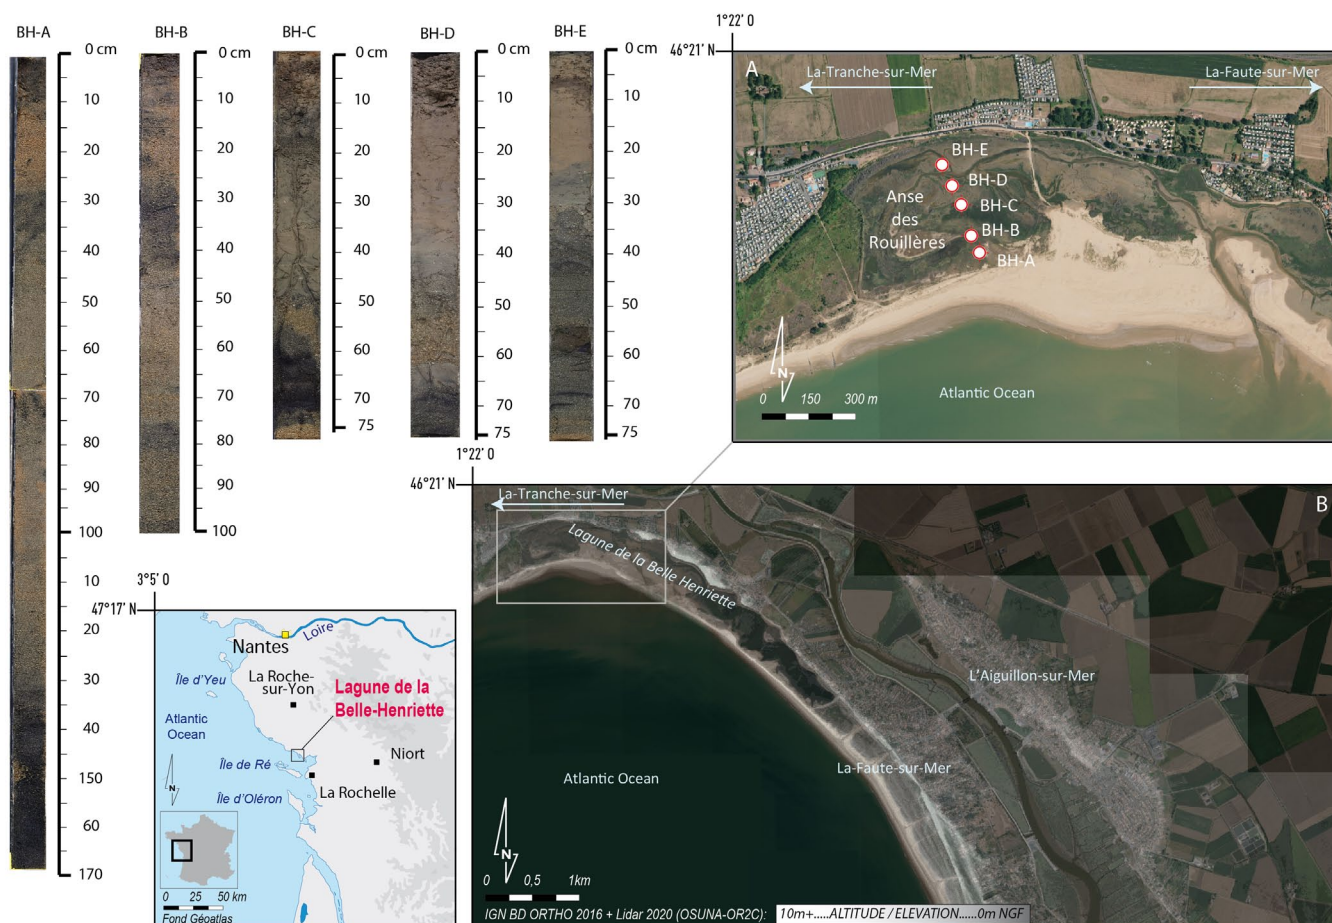 BH-A
0 cm
10
20
30
40
50
60
70
80
90
100
10
20
30
40
150
60
170
BH-B
0 cm
10
20
30
40
50
60
70
80
90
100
BH-C
0 cm
10
20
30
40
50
60
70
75
BH-D
0 cm
10
20
30
40
50
60
70
75
BH-E
0 cm
10
20
30
40
50
60
70
75
1°22' 0
46°21' N
A
La-Tranche-sur-Mer
La-Faute-sur-Mer
BH-E
BH-D
BH-C
BH-B
BH-A
Anse
des
Rouillères
N
0 150 300 m
Atlantic Ocean
1°22' 0
46°21' N
B
La-Tranche-sur-Mer
Lagune de la Belle Henriette
L'Aiguillon-sur-Mer
La-Faute-sur-Mer
Atlantic Ocean
N
0 0,5 1km
IGN BD ORTHO 2016 + Lidar 2020 (OSUNA-OR2C): 10m+.....ALTITUDE / ELEVATION......0m NGF
3°5' 0
47°17' N
Loire
Nantes
Île d'Yeu
La Roche-
sur-Yon
Lagune de la
Belle-Henriette
Atlantic
Ocean
N
Niort
Île de Ré
La Rochelle
Île d'Oléron
0 25 50 km
Fond Géoatlas